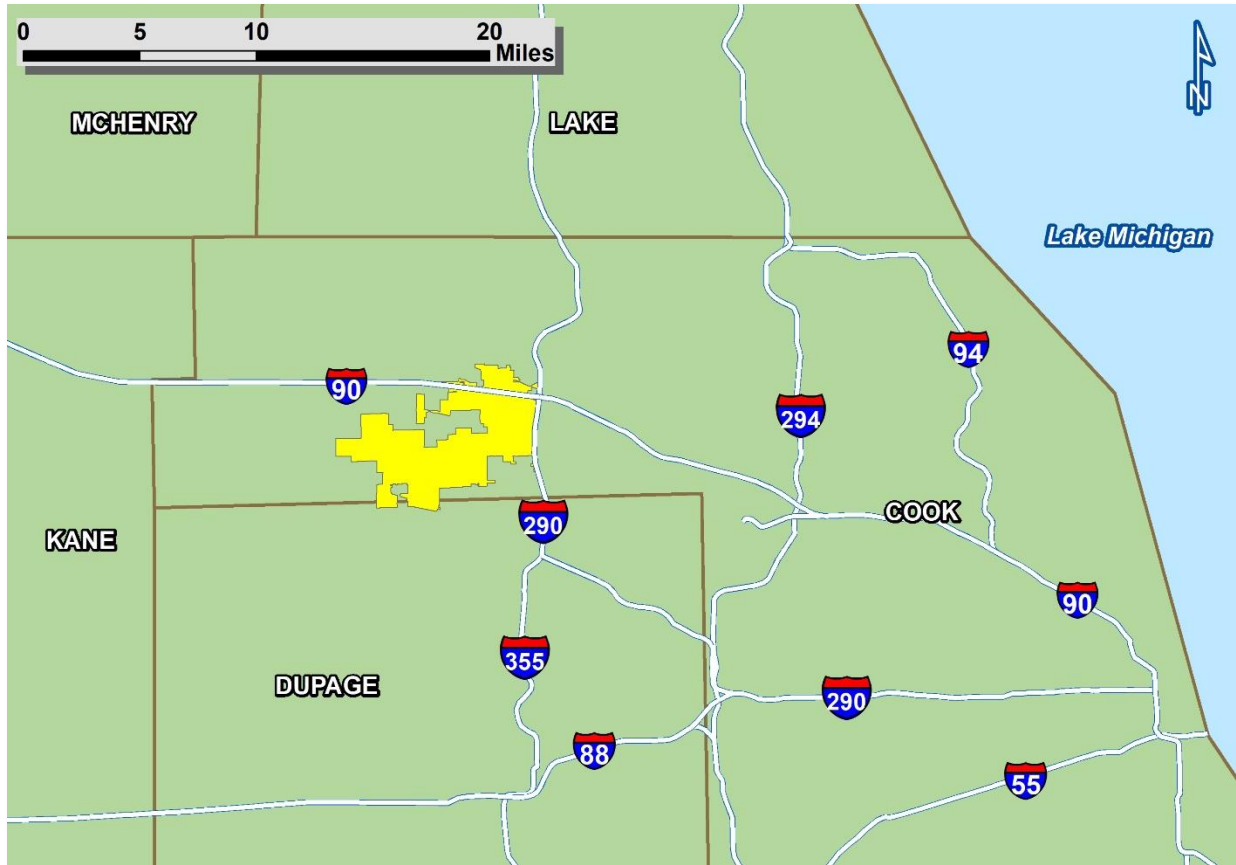 0 5 10 20
Miles
N
MCHENRY
LAKE
Lake Michigan
94
90
294
COOK
290
KANE
90
355
DUPAGE
290
88
55